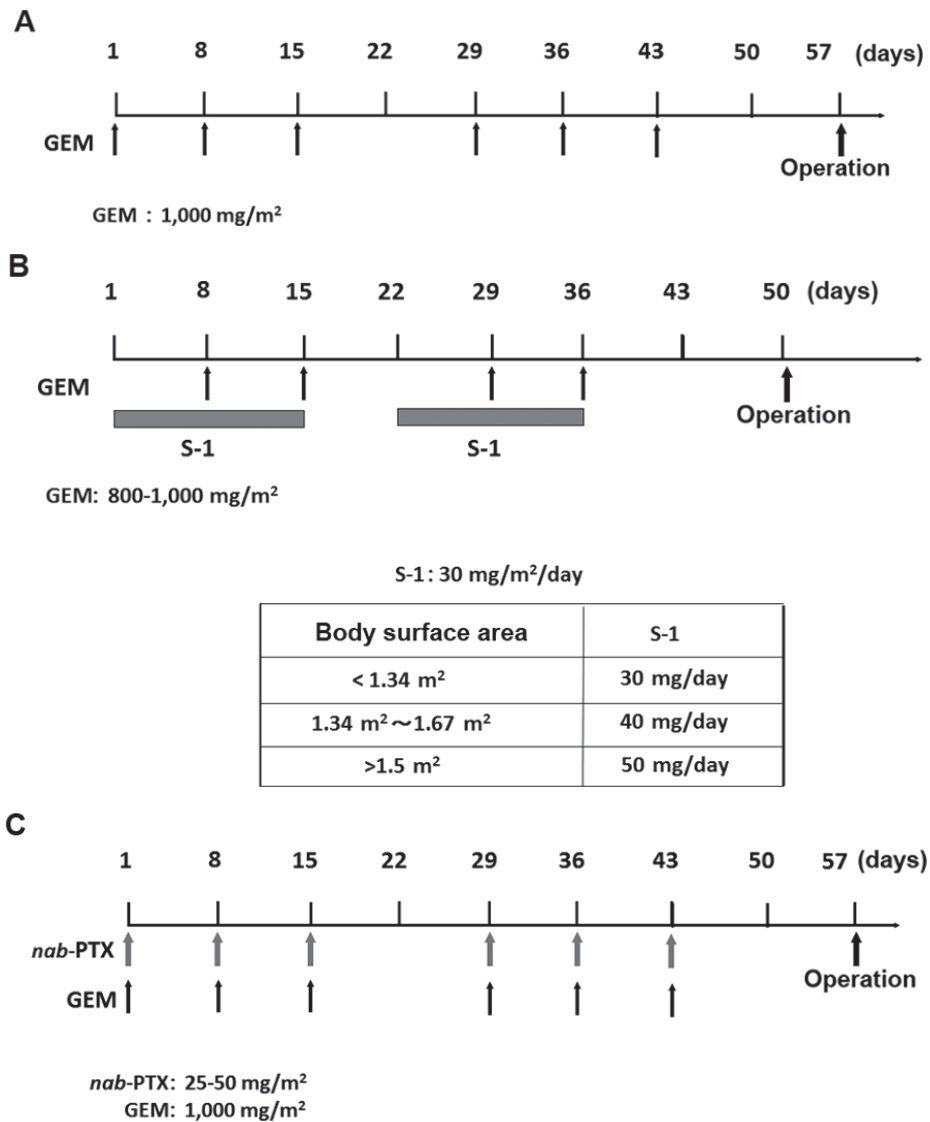 A
1 8 15 22 29 36 43 50 57 (days)
GEM
Operation
GEM : 1,000 mg/m²
B
1 8 15 22 29 36 43 50 (days)
GEM
Operation
S-1 S-1
GEM: 800-1,000 mg/m²
S-1: 30 mg/m²/day
Body surface area S-1
< 1.34 m² 30 mg/day
1.34 m²～1.67 m² 40 mg/day
>1.5 m² 50 mg/day
C
1 8 15 22 29 36 43 50 57 (days)
nab-PTX
Operation
GEM
nab-PTX: 25-50 mg/m²
GEM: 1,000 mg/m²